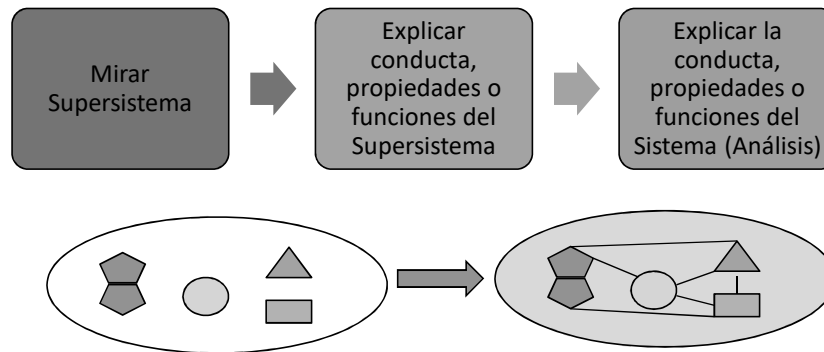 Mirar
Supersistema
Explicar
conducta,
propiedades o
funciones del
Supersistema
Explicar la
conducta,
propiedades o
funciones del
Sistema (Análisis)